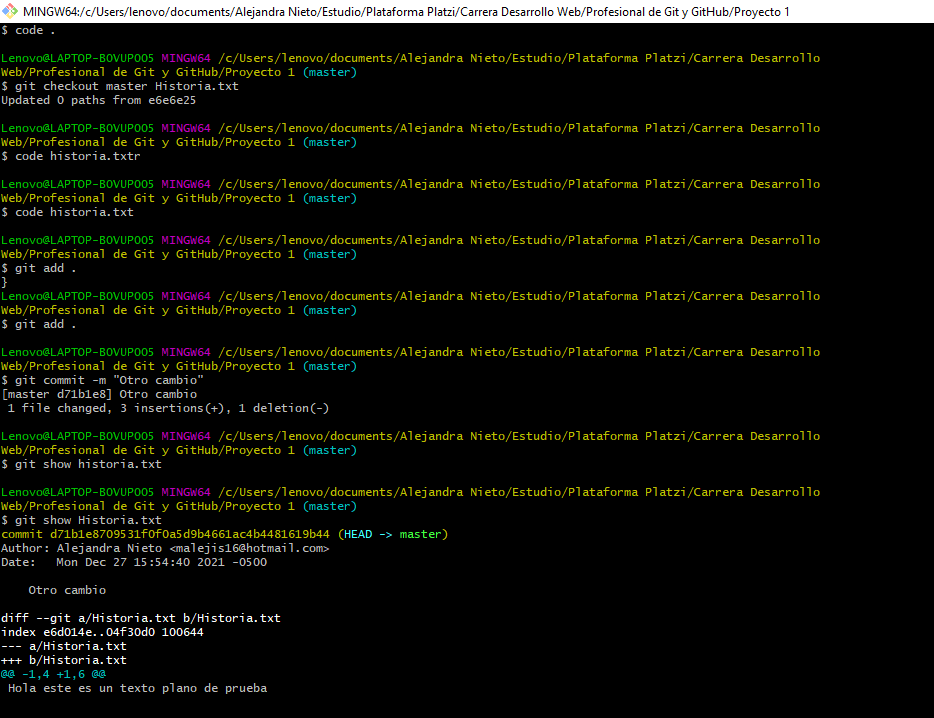 MINGW64:/c/Users/lenovo/documents/Alejandra Nieto/Estudio/Plataforma Platzi/Carrera Desarrollo Web/Profesional de Git y GitHub/Proyecto 1
$ code .
Lenovo@LAPTOP-BOVUPOO5 MINGW64 /c/Users/lenovo/documents/Alejandra Nieto/Estudio/Plataforma Platzi/Carrera Desarrollo
Web/Profesional de Git y GitHub/Proyecto 1 (master)
$ git checkout master Historia.txt
Updated 0 paths from e6e6e25
Lenovo@LAPTOP-BOVUPOO5 MINGW64 /c/Users/lenovo/documents/Alejandra Nieto/Estudio/Plataforma Platzi/Carrera Desarrollo
Web/Profesional de Git y GitHub/Proyecto 1 (master)
$ code historia.txtr
Lenovo@LAPTOP-BOVUPOO5 MINGW64 /c/Users/lenovo/documents/Alejandra Nieto/Estudio/Plataforma Platzi/Carrera Desarrollo
Web/Profesional de Git y GitHub/Proyecto 1 (master)
$ code historia.txt
Lenovo@LAPTOP-BOVUPOO5 MINGW64 /c/Users/lenovo/documents/Alejandra Nieto/Estudio/Plataforma Platzi/Carrera Desarrollo
Web/Profesional de Git y GitHub/Proyecto 1 (master)
$ git add .
}
Lenovo@LAPTOP-BOVUPOO5 MINGW64 /c/Users/lenovo/documents/Alejandra Nieto/Estudio/Plataforma Platzi/Carrera Desarrollo
Web/Profesional de Git y GitHub/Proyecto 1 (master)
$ git add .
Lenovo@LAPTOP-BOVUPOO5 MINGW64 /c/Users/lenovo/documents/Alejandra Nieto/Estudio/Plataforma Platzi/Carrera Desarrollo
Web/Profesional de Git y GitHub/Proyecto 1 (master)
$ git commit -m "Otro cambio"
[master d71b1e8] Otro cambio
1 file changed, 3 insertions(+), 1 deletion(-)
Lenovo@LAPTOP-BOVUPOO5 MINGW64 /c/Users/lenovo/documents/Alejandra Nieto/Estudio/Plataforma Platzi/Carrera Desarrollo
Web/Profesional de Git y GitHub/Proyecto 1 (master)
$ git show historia.txt
Lenovo@LAPTOP-BOVUPOO5 MINGW64 /c/Users/lenovo/documents/Alejandra Nieto/Estudio/Plataforma Platzi/Carrera Desarrollo
Web/Profesional de Git y GitHub/Proyecto 1 (master)
$ git show Historia.txt
commit d71b1e8709531f0f0a5d9b4661ac4b4481619b44 (HEAD -> master)
Author: Alejandra Nieto <malejis16@hotmail.com>
Date:   Mon Dec 27 15:54:40 2021 -0500
Otro cambio
diff --git a/Historia.txt b/Historia.txt
index e6d014e..04f30d0 100644
--- a/Historia.txt
+++ b/Historia.txt
@@ -1,4 +1,6 @@
Hola este es un texto plano de prueba